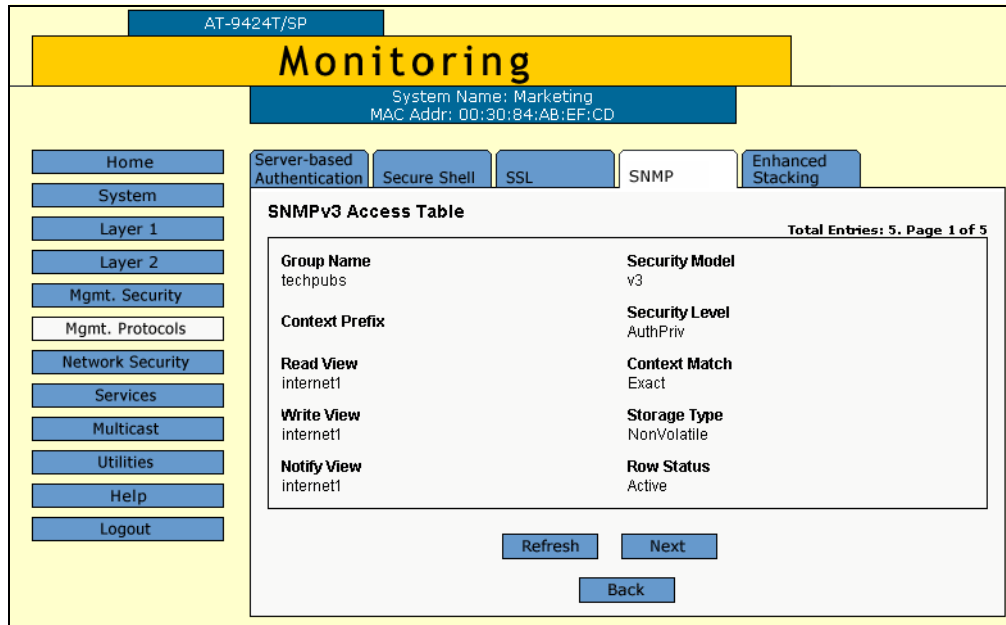 AT-9424T/SP
Monitoring
System Name: Marketing
MAC Addr: 00:30:84:AB:EF:CD
Home
System
Layer 1
Layer 2
Mgmt. Security
Mgmt. Protocols
Network Security
Services
Multicast
Utilities
Help
Logout
Server-based
Authentication
Secure Shell
SSL
SNMP
Enhanced
Stacking
SNMPv3 Access Table
Total Entries: 5. Page 1 of 5
Group Name
techpubs
Security Model
v3
Context Prefix
Security Level
AuthPriv
Read View
internet1
Context Match
Exact
Write View
internet1
Storage Type
NonVolatile
Notify View
internet1
Row Status
Active
Refresh
Next
Back